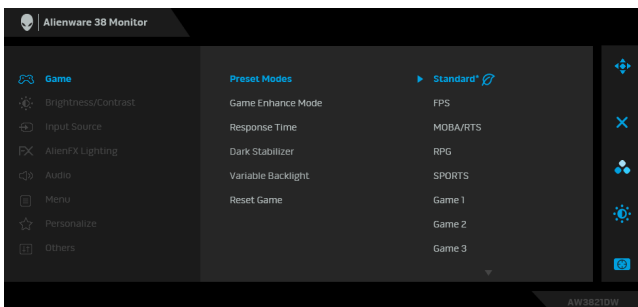 Alienware 38 Monitor
Game
Preset Modes
Standard*
Brightness/Contrast
Game Enhance Mode
FPS
Input Source
Response Time
MOBA/RTS
FX AlienFX Lighting
Dark Stabilizer
RPG
Audio
Variable Backlight
SPORTS
Menu
Reset Game
Game 1
Personalize
Game 2
Others
Game 3
AW3821DW